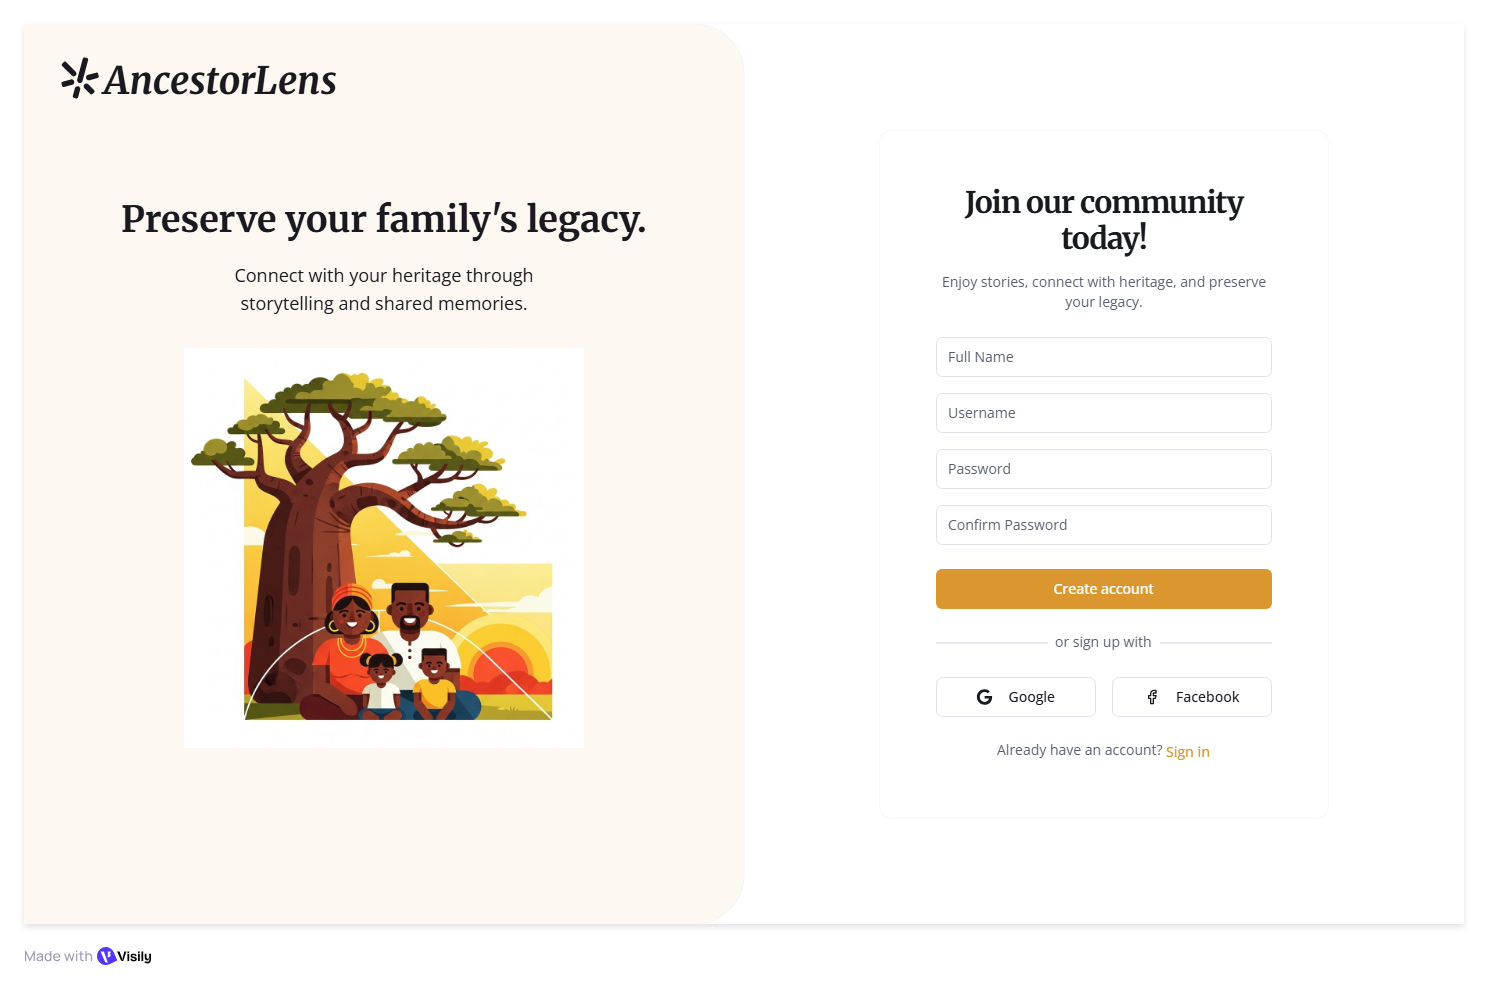 AncestorLens
Preserve your family's legacy.
Connect with your heritage through
storytelling and shared memories.
Join our community
today!
Enjoy stories, connect with heritage, and preserve
your legacy.
Full Name
Username
Password
Confirm Password
Create account
or sign up with
Google
Facebook
Already have an account? Sign in
Made with Visily